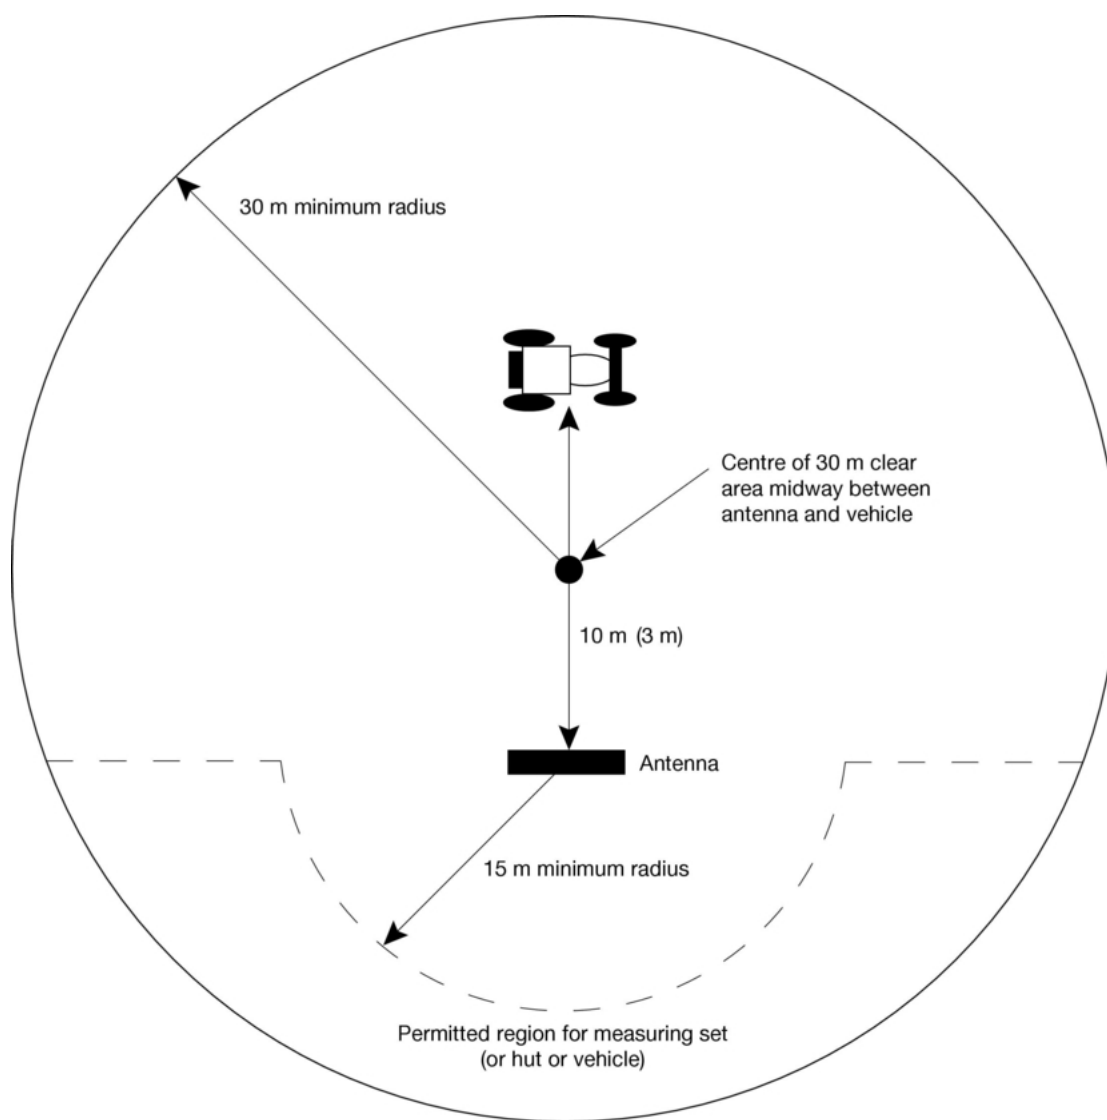 30 m minimum radius
Centre of 30 m clear
area midway between
antenna and vehicle
10 m (3 m)
Antenna
15 m minimum radius
Permitted region for measuring set
(or hut or vehicle)